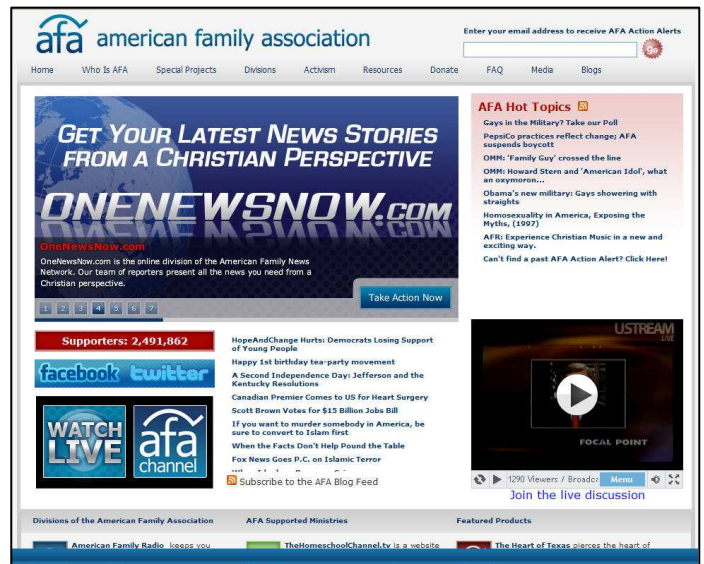 afa american family association
Enter your email address to receive AFA Action Alerts
go
Home Who Is AFA Special Projects Divisions Activism Resources Donate FAQ Media Blogs
GET YOUR LATEST NEWS STORIES
FROM A CHRISTIAN PERSPECTIVE
ONENEWSNOW.COM
OneNewsNow.com
OneNewsNow.com is the online division of the American Family News
Network. Our team of reporters present all the news you need from a
Christian perspective.
Take Action Now
1 2 3 4 5 6 7
AFA Hot Topics
Gays in the Military? Take our Poll
PepsiCo practices reflect change; AFA
suspends boycott
OMM: 'Family Guy' crossed the line
OMM: Howard Stern and 'American Idol', what
an oxymoron...
Obama's new military: Gays showering with
straights
Homosexuality in America, Exposing the
Myths, (1997)
AFR: Experience Christian Music in a new and
exciting way.
Can't find a past AFA Action Alert? Click Here!
Supporters: 2,491,862
facebook twitter
WATCH
LIVE
afa
channel
HopeAndChange Hurts: Democrats Losing Support
of Young People
Happy 1st birthday tea-party movement
A Second Independence Day: Jefferson and the
Kentucky Resolutions
Canadian Premier Comes to US for Heart Surgery
Scott Brown Votes for $15 Billion Jobs Bill
If you want to murder somebody in America, be
sure to convert to Islam first
When the Facts Don't Help Pound the Table
Fox News Goes P.C. on Islamic Terror
Subscribe to the AFA Blog Feed
USTREAM
LIVE
FOCAL POINT
1290 Viewers / Broadca Menu
Join the live discussion
Divisions of the American Family Association AFA Supported Ministries Featured Products
American Family Radio keeps you
TheHomeschoolChannel.tv is a website
The Heart of Texas pierces the heart of